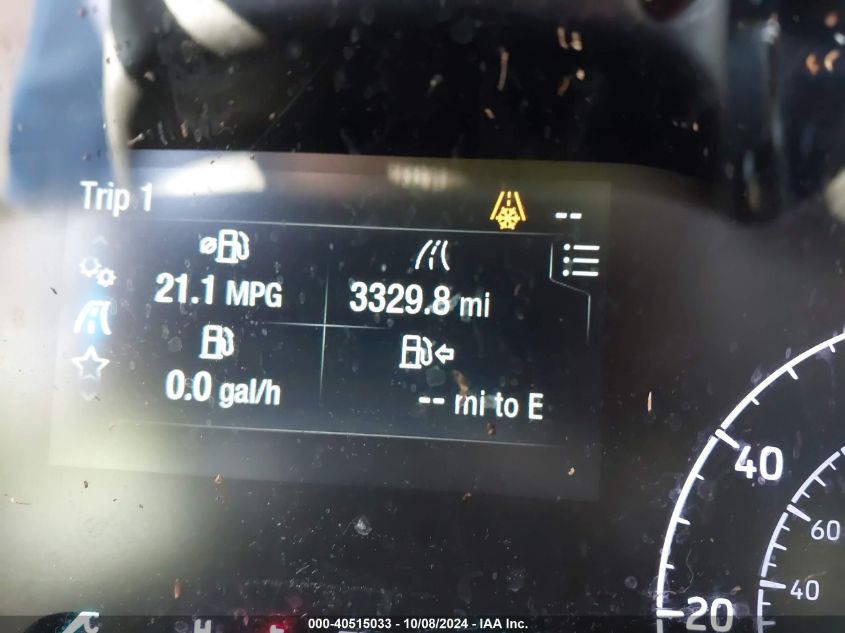 Trip 1
--
21.1 MPG
3329.8 mi
0.0 gal/h
-- mi to E
40
60
40
20
000-40515033 - 10/08/2024 - IAA Inc.